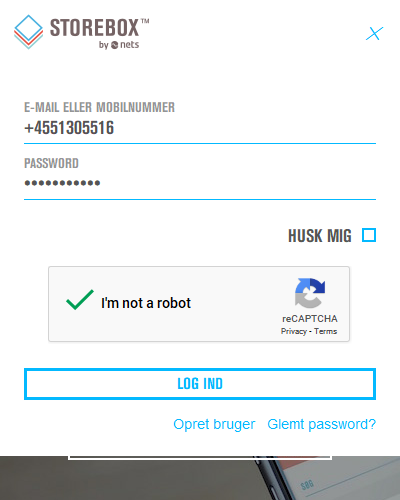 STOREBOX™
by nets
E-MAIL ELLER MOBILNUMMER
+4551305516
PASSWORD
•••••••••••
HUSK MIG
I'm not a robot
reCAPTCHA
Privacy - Terms
LOG IND
Opret bruger Glemt password?
SBG